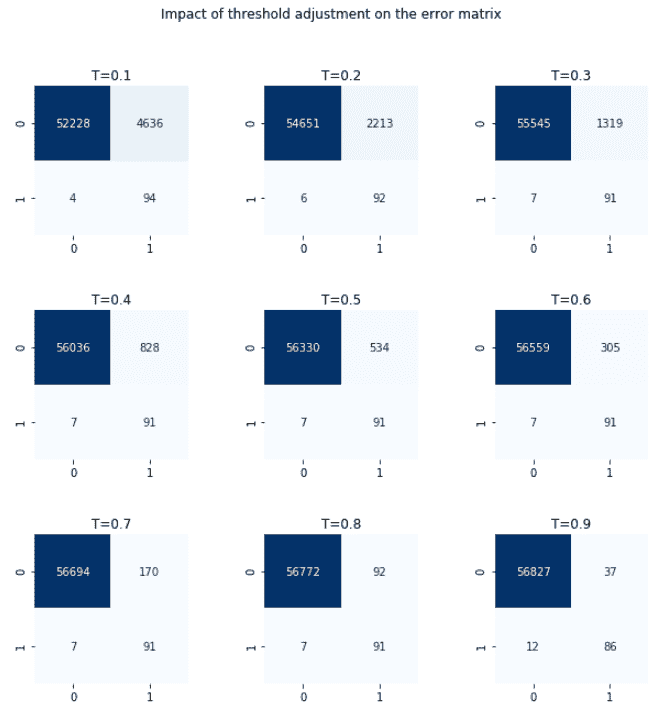 Impact of threshold adjustment on the error matrix
T=0.1 T=0.2 T=0.3
0 52228 4636 0 54651 2213 0 55545 1319
1 4 94 1 6 92 1 7 91
0 1 0 1 0 1
T=0.4 T=0.5 T=0.6
0 56036 828 0 56330 534 0 56559 305
1 7 91 1 7 91 1 7 91
0 1 0 1 0 1
T=0.7 T=0.8 T=0.9
0 56694 170 0 56772 92 0 56827 37
1 7 91 1 7 91 1 12 86
0 1 0 1 0 1